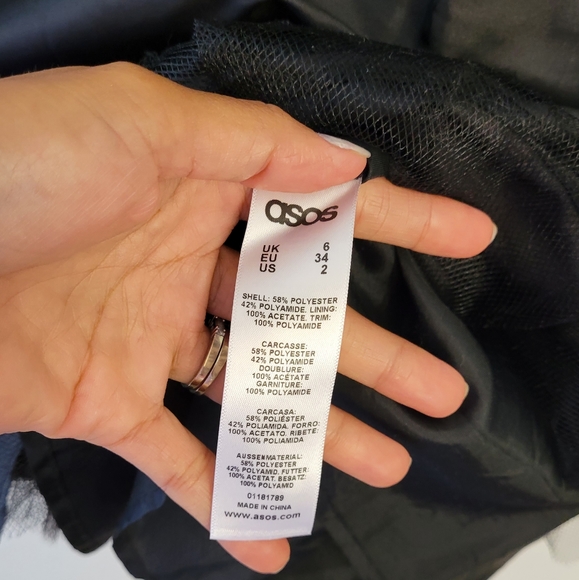 asos
UK 6
EU 34
US 2
SHELL: 58% POLYESTER
42% POLYAMIDE. LINING:
100% ACETATE. TRIM:
100% POLYAMIDE
CARCASSE:
58% POLYESTER
42% POLYAMIDE
DOUBLURE:
100% ACÉTATE
GARNITURE:
100% POLYAMIDE
CARCASA:
58% POLIÉSTER
42% POLIAMIDA. FORRO:
100% ACETATO. RIBETE:
100% POLIAMIDA
AUSSENMATERIAL:
58% POLYESTER
42% POLYAMID. FUTTER:
100% ACETAT. BESATZ:
100% POLYAMID
01181789
MADE IN CHINA
www.asos.com